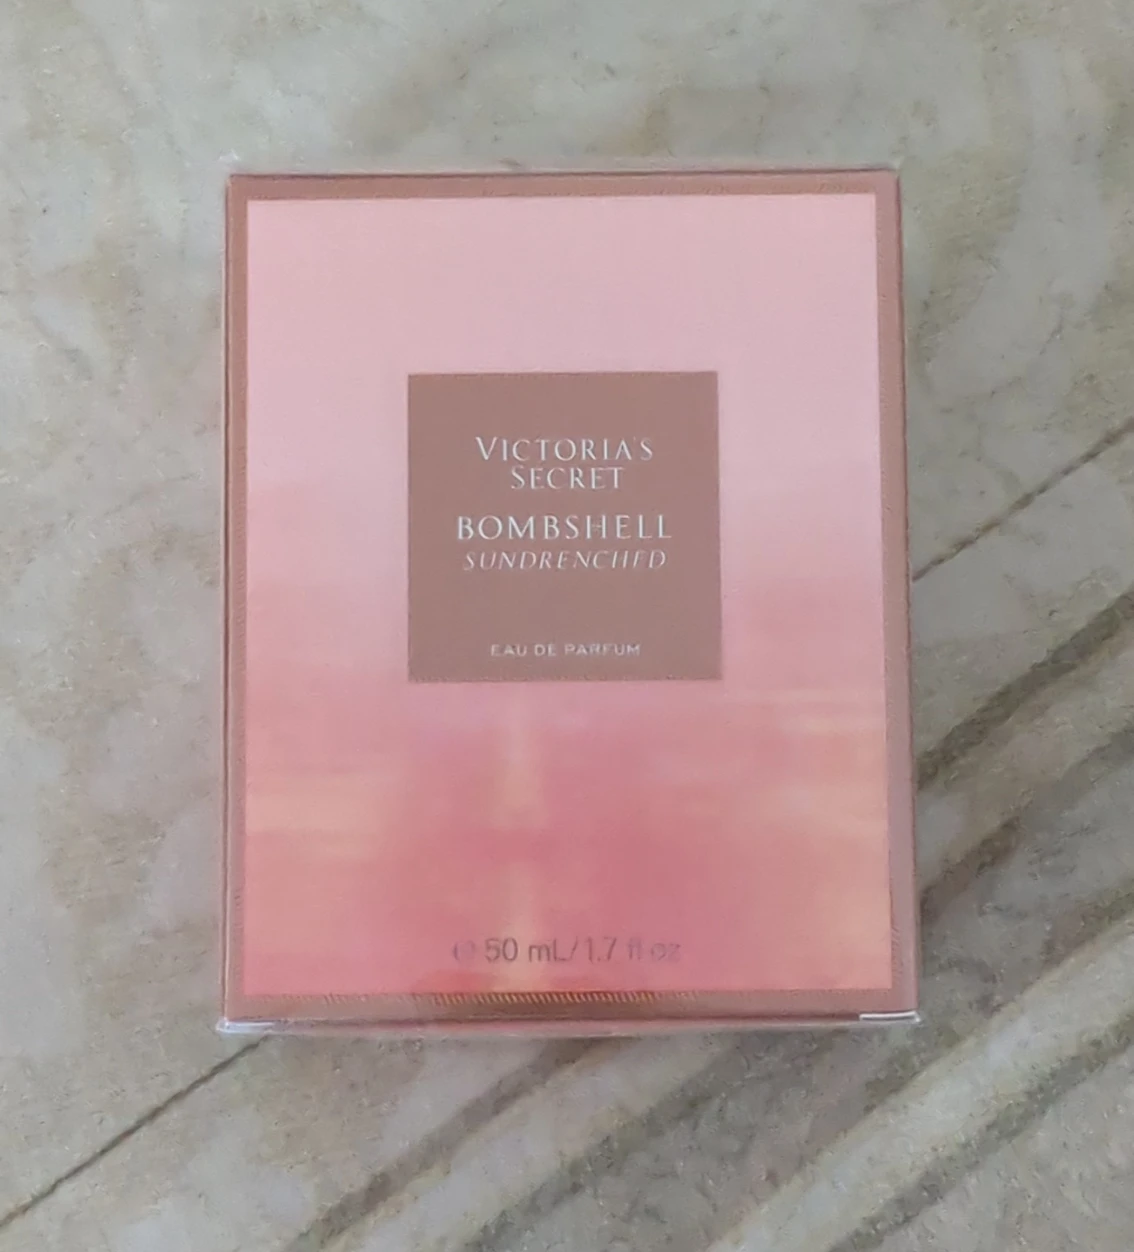 VICTORIA'S
SECRET
BOMBSHELL
SUNDRENCHED
EAU DE PARFUM
℮ 50 mL/1.7 fl oz